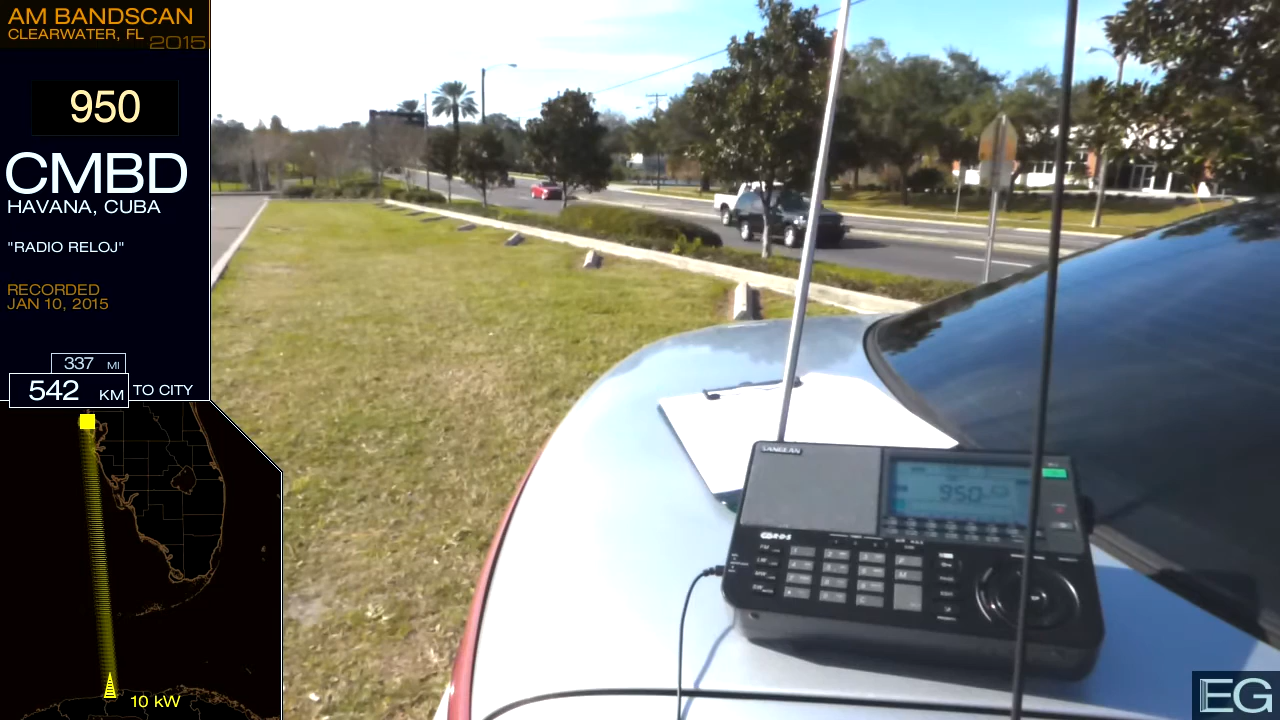 AM BANDSCAN
CLEARWATER, FL
2015
950
CMBD
HAVANA, CUBA
"RADIO RELOJ"
RECORDED
JAN 10, 2015
337 MI
542 KM TO CITY
10 kW
SANGEAN
950
EG